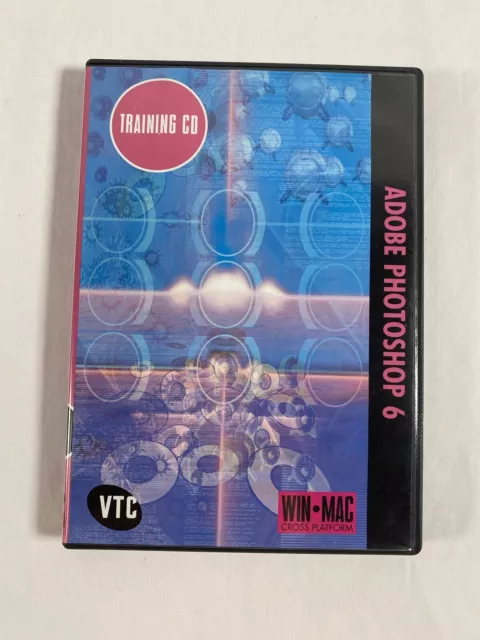 TRAINING CD
ADOBE PHOTOSHOP 6
VTC
WIN•MAC
CROSS PLATFORM